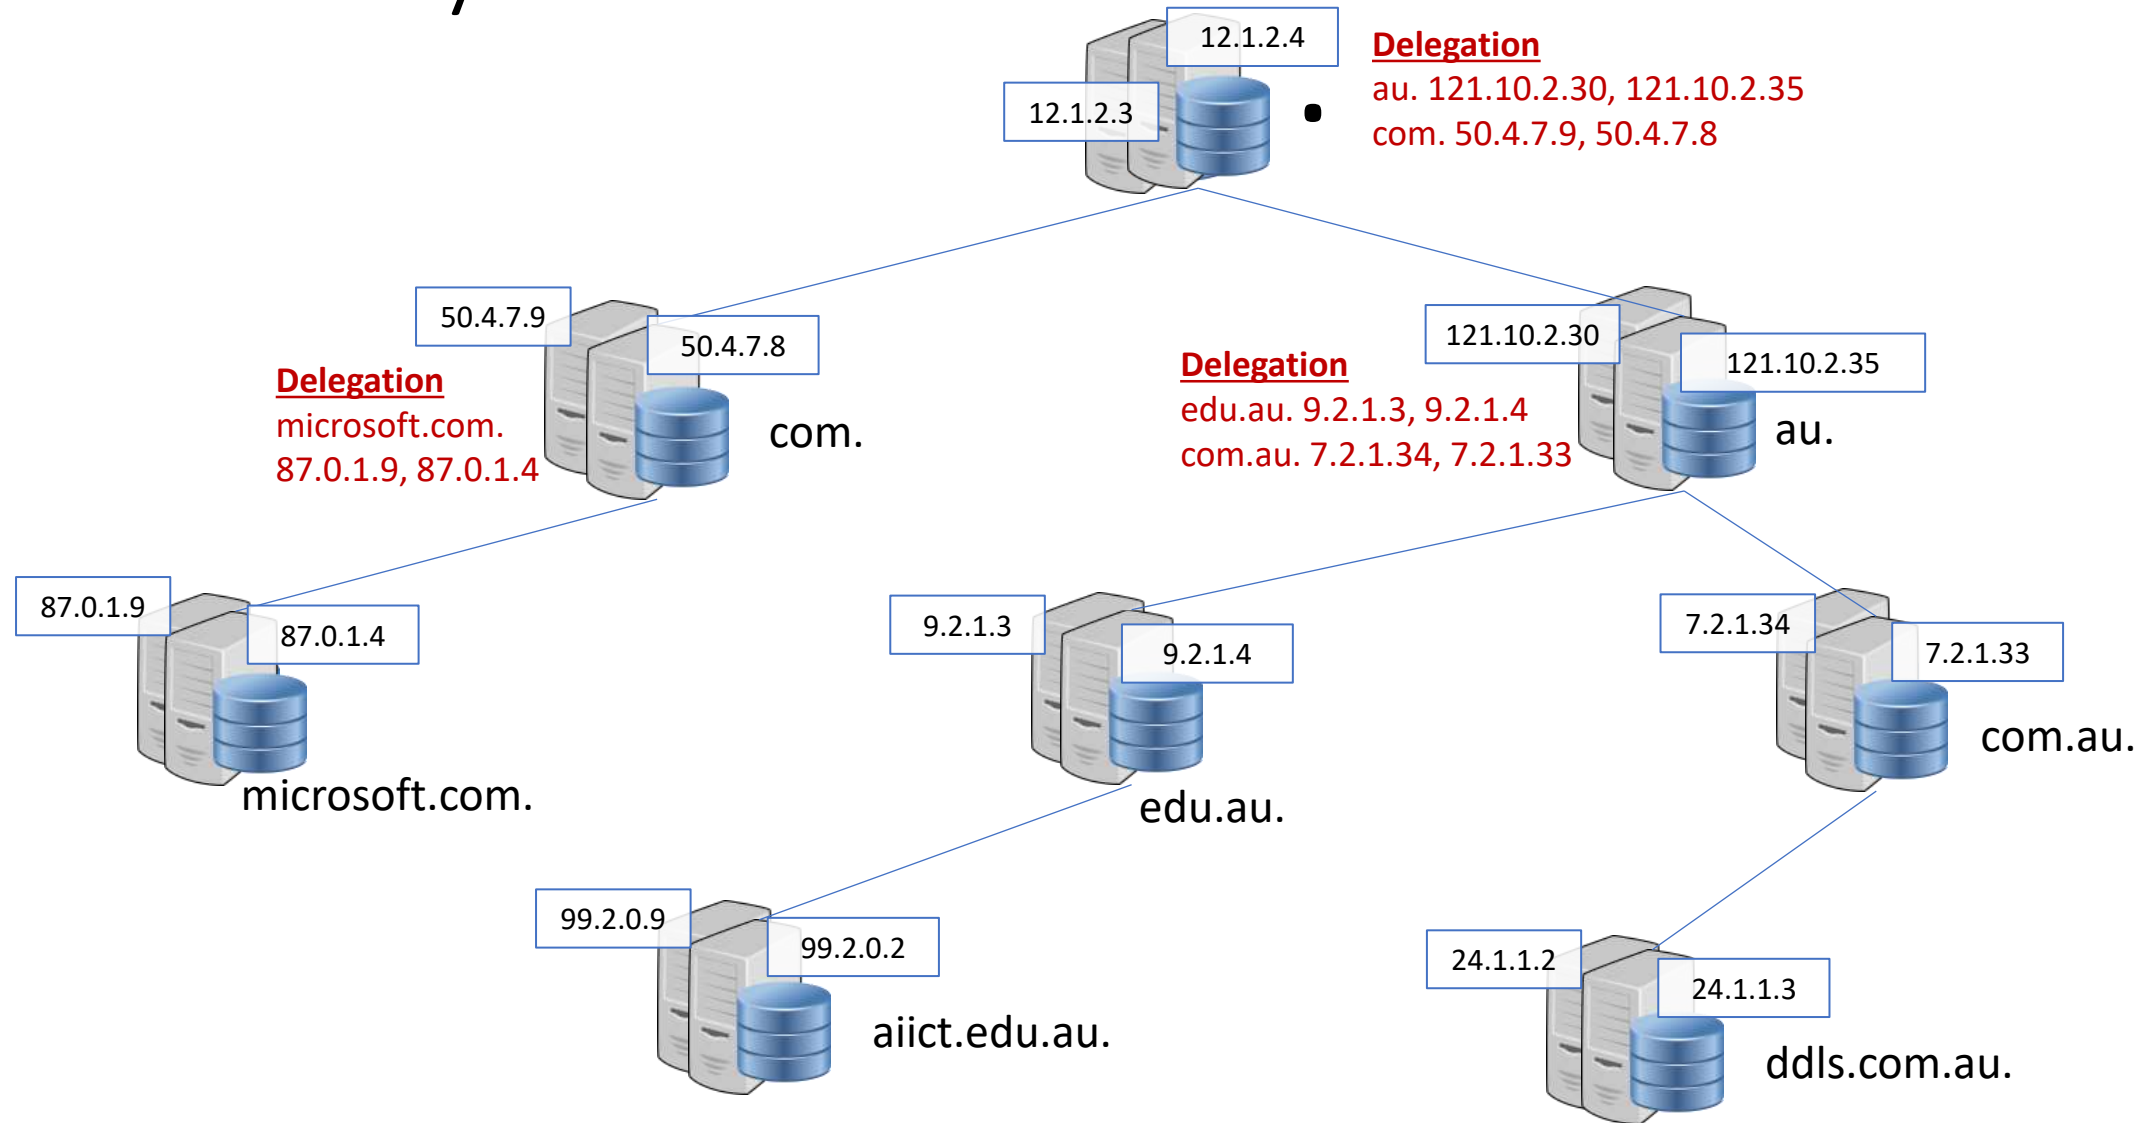 12.1.2.4
12.1.2.3
.
Delegation
au. 121.10.2.30, 121.10.2.35
com. 50.4.7.9, 50.4.7.8
50.4.7.9
50.4.7.8
Delegation
microsoft.com.
87.0.1.9, 87.0.1.4
com.
121.10.2.30
121.10.2.35
Delegation
edu.au. 9.2.1.3, 9.2.1.4
com.au. 7.2.1.34, 7.2.1.33
au.
87.0.1.9
87.0.1.4
microsoft.com.
9.2.1.3
9.2.1.4
edu.au.
7.2.1.34
7.2.1.33
com.au.
99.2.0.9
99.2.0.2
aiict.edu.au.
24.1.1.2
24.1.1.3
ddls.com.au.